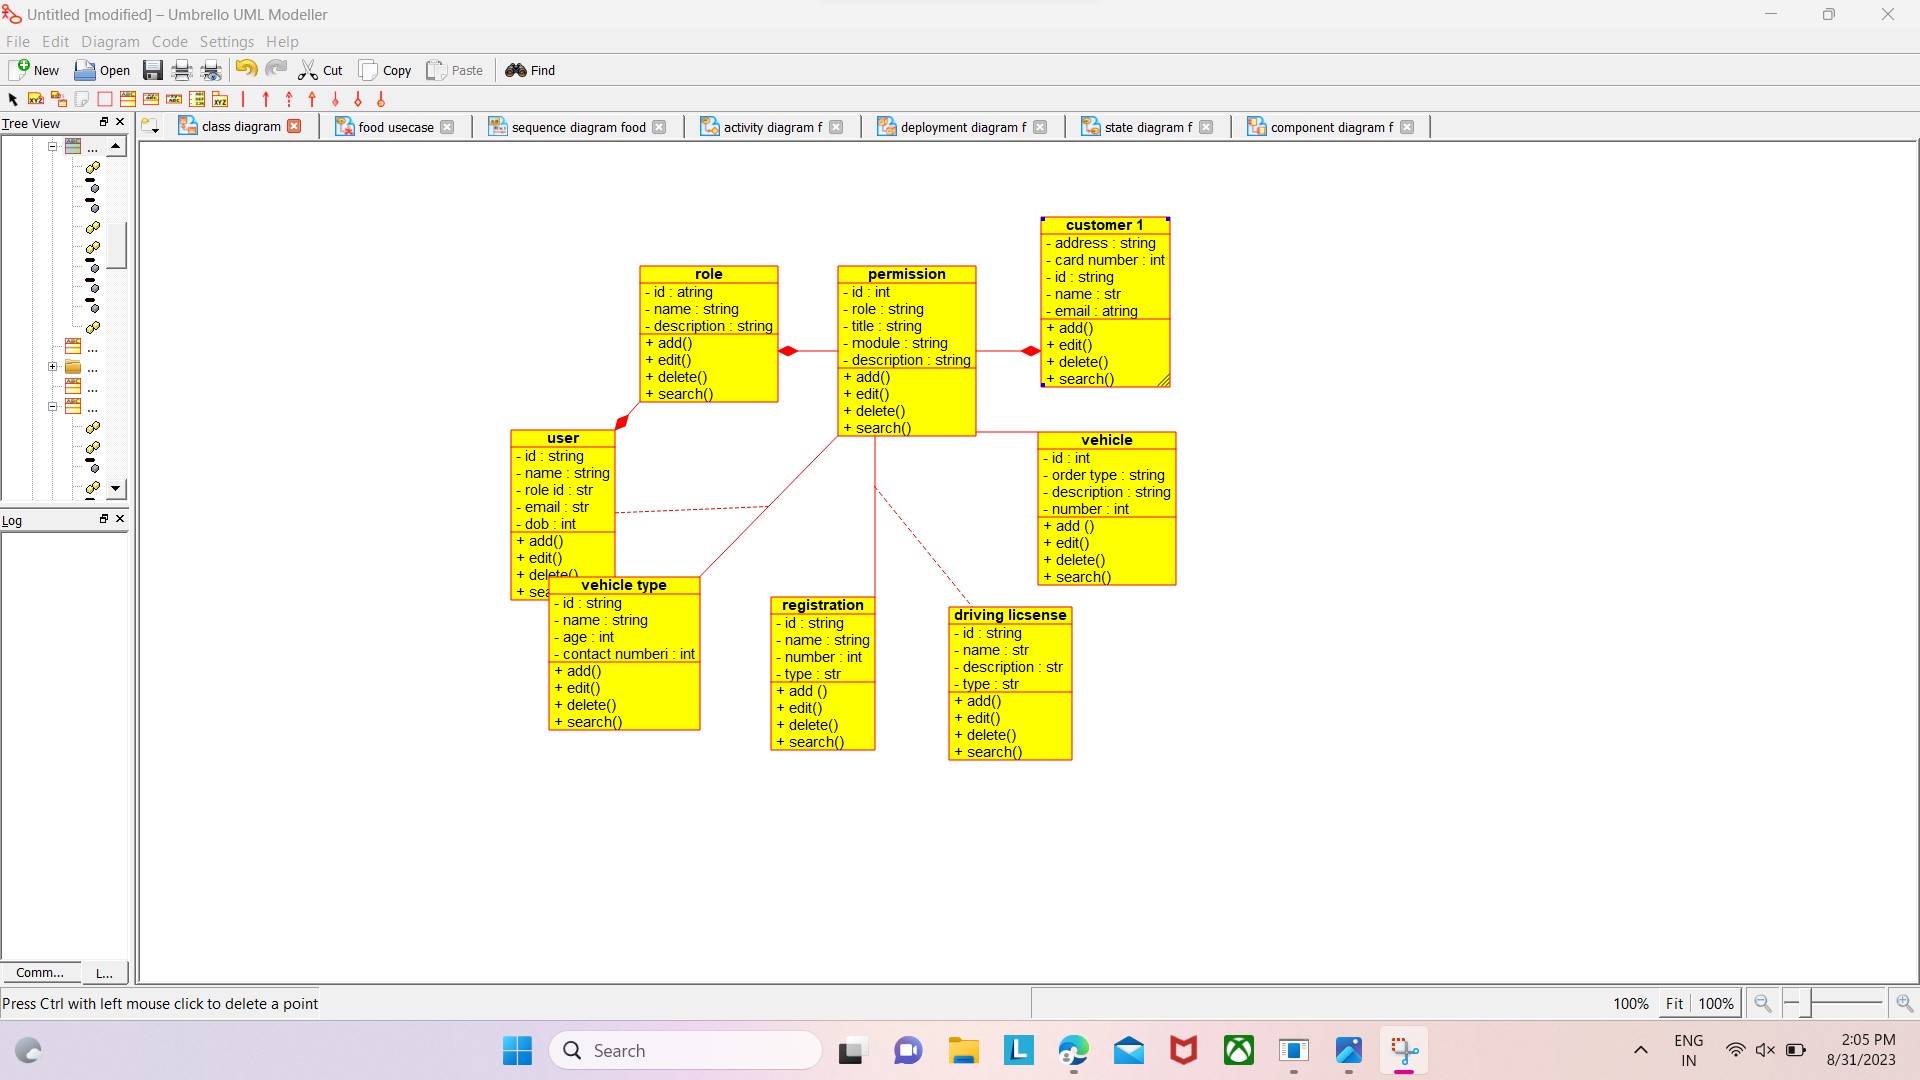 Untitled [modified] – Umbrello UML Modeller
File Edit Diagram Code Settings Help
New Open Cut Copy Paste Find
Tree View
class diagram
food usecase
sequence diagram food
activity diagram f
deployment diagram f
state diagram f
component diagram f
...
...
...
...
...
customer 1
- address : string
- card number : int
- id : string
- name : str
- email : atring
+ add()
+ edit()
+ delete()
+ search()
role
- id : atring
- name : string
- description : string
+ add()
+ edit()
+ delete()
+ search()
permission
- id : int
- role : string
- title : string
- module : string
- description : string
+ add()
+ edit()
+ delete()
+ search()
user
- id : string
- name : string
- role id : str
- email : str
- dob : int
+ add()
+ edit()
+ delete()
+ sea
vehicle
- id : int
- order type : string
- description : string
- number : int
+ add ()
+ edit()
+ delete()
+ search()
vehicle type
- id : string
- name : string
- age : int
- contact numberi : int
+ add()
+ edit()
+ delete()
+ search()
registration
- id : string
- name : string
- number : int
- type : str
+ add ()
+ edit()
+ delete()
+ search()
driving licsense
- id : string
- name : str
- description : str
- type : str
+ add()
+ edit()
+ delete()
+ search()
Log
Comm... L...
Press Ctrl with left mouse click to delete a point
100% Fit 100%
Search
ENG
IN
2:05 PM
8/31/2023